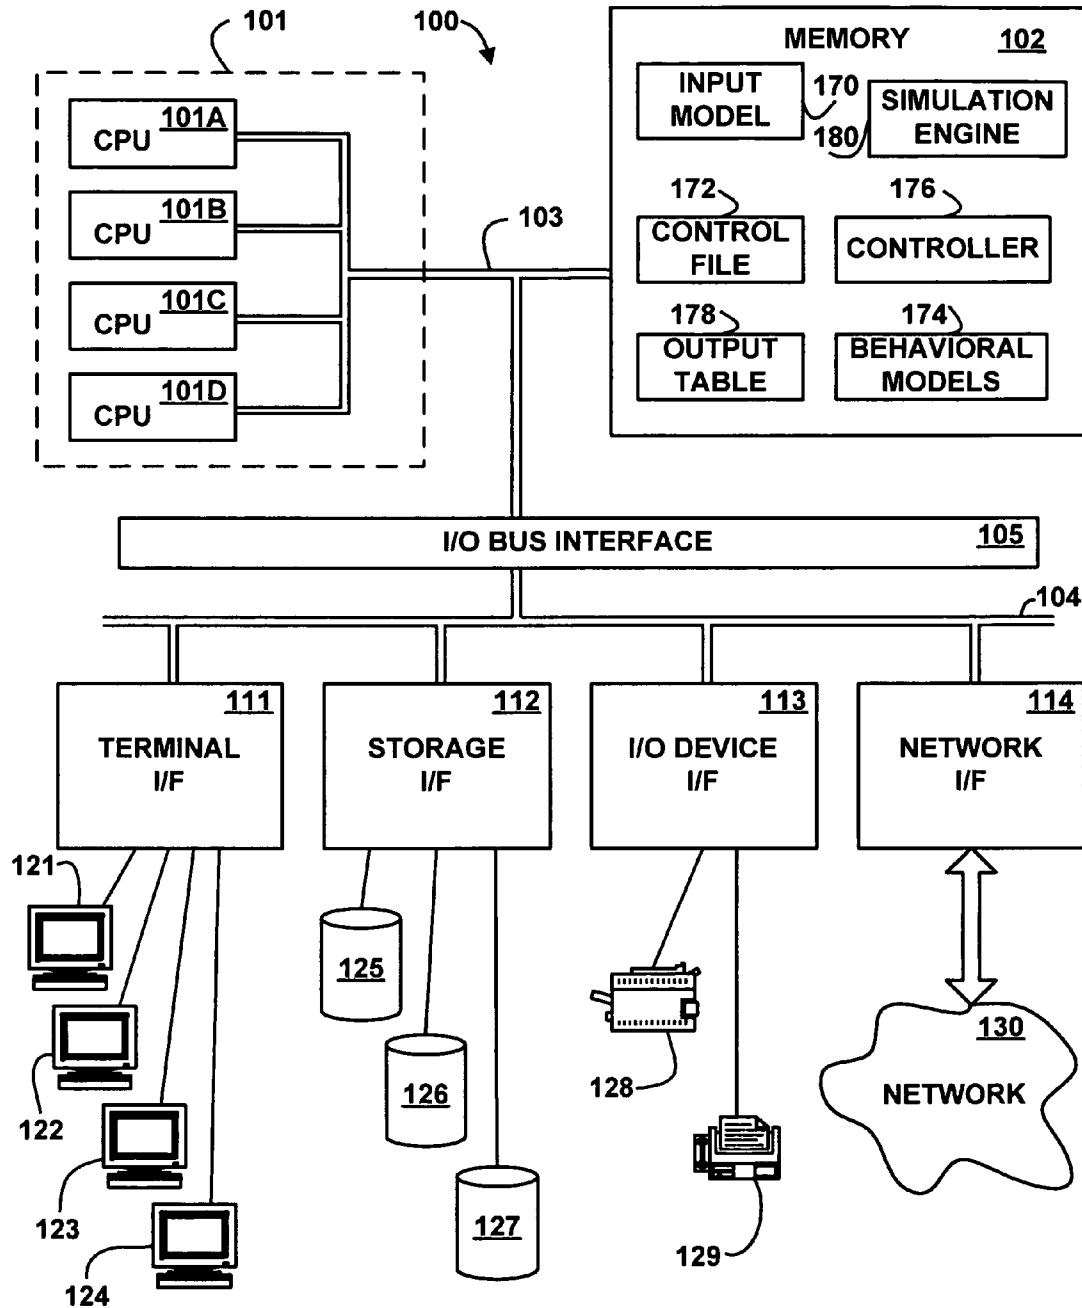 101
100
MEMORY 102
INPUT
MODEL
170
SIMULATION
ENGINE
180
CPU 101A
CPU 101B
CPU 101C
CPU 101D
103
172
CONTROL
FILE
176
CONTROLLER
178
OUTPUT
TABLE
174
BEHAVIORAL
MODELS
I/O BUS INTERFACE 105
104
111
TERMINAL
I/F
112
STORAGE
I/F
113
I/O DEVICE
I/F
114
NETWORK
I/F
121
122
123
124
125
126
127
128
129
130
NETWORK